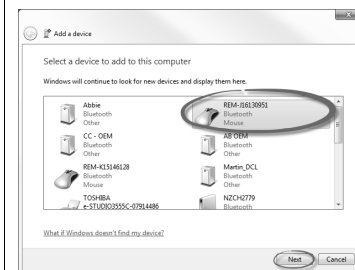 Add a device
Select a device to add to this computer
Windows will continue to look for new devices and display them here.
Abbie
Bluetooth
Other
REM-J16130951
Bluetooth
Mouse
CC - OEM
Bluetooth
Other
AB OEM
Bluetooth
Other
REM-K15146128
Bluetooth
Mouse
Martin_DCL
Bluetooth
Other
TOSHIBA
e-STUDIO3555C-07914486
NZCH2779
Bluetooth
What if Windows doesn't find my device?
Next
Cancel